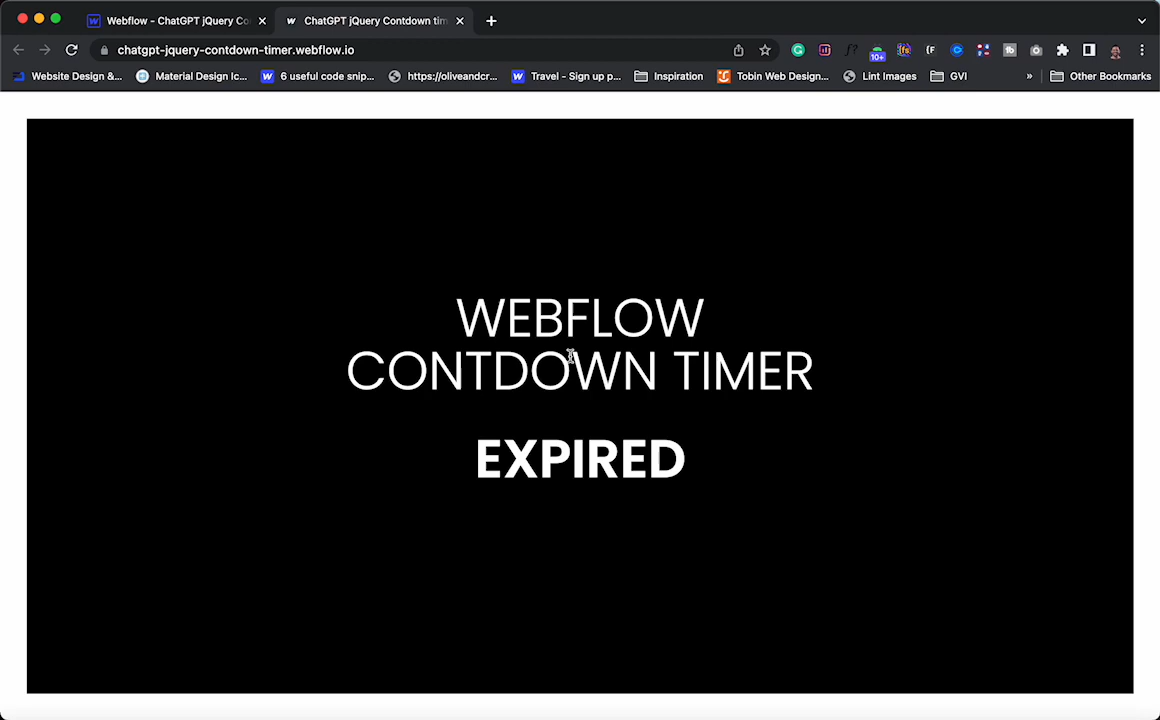 Webflow - ChatGPT jQuery Co
ChatGPT jQuery Contdown tim
chatgpt-jquery-contdown-timer.webflow.io
10+
Website Design &...
Material Design Ic...
6 useful code snip...
https://oliveandcr...
Travel - Sign up p...
Inspiration
Tobin Web Design...
Lint Images
GVI
»
Other Bookmarks
WEBFLOW
CONTDOWN TIMER
EXPIRED